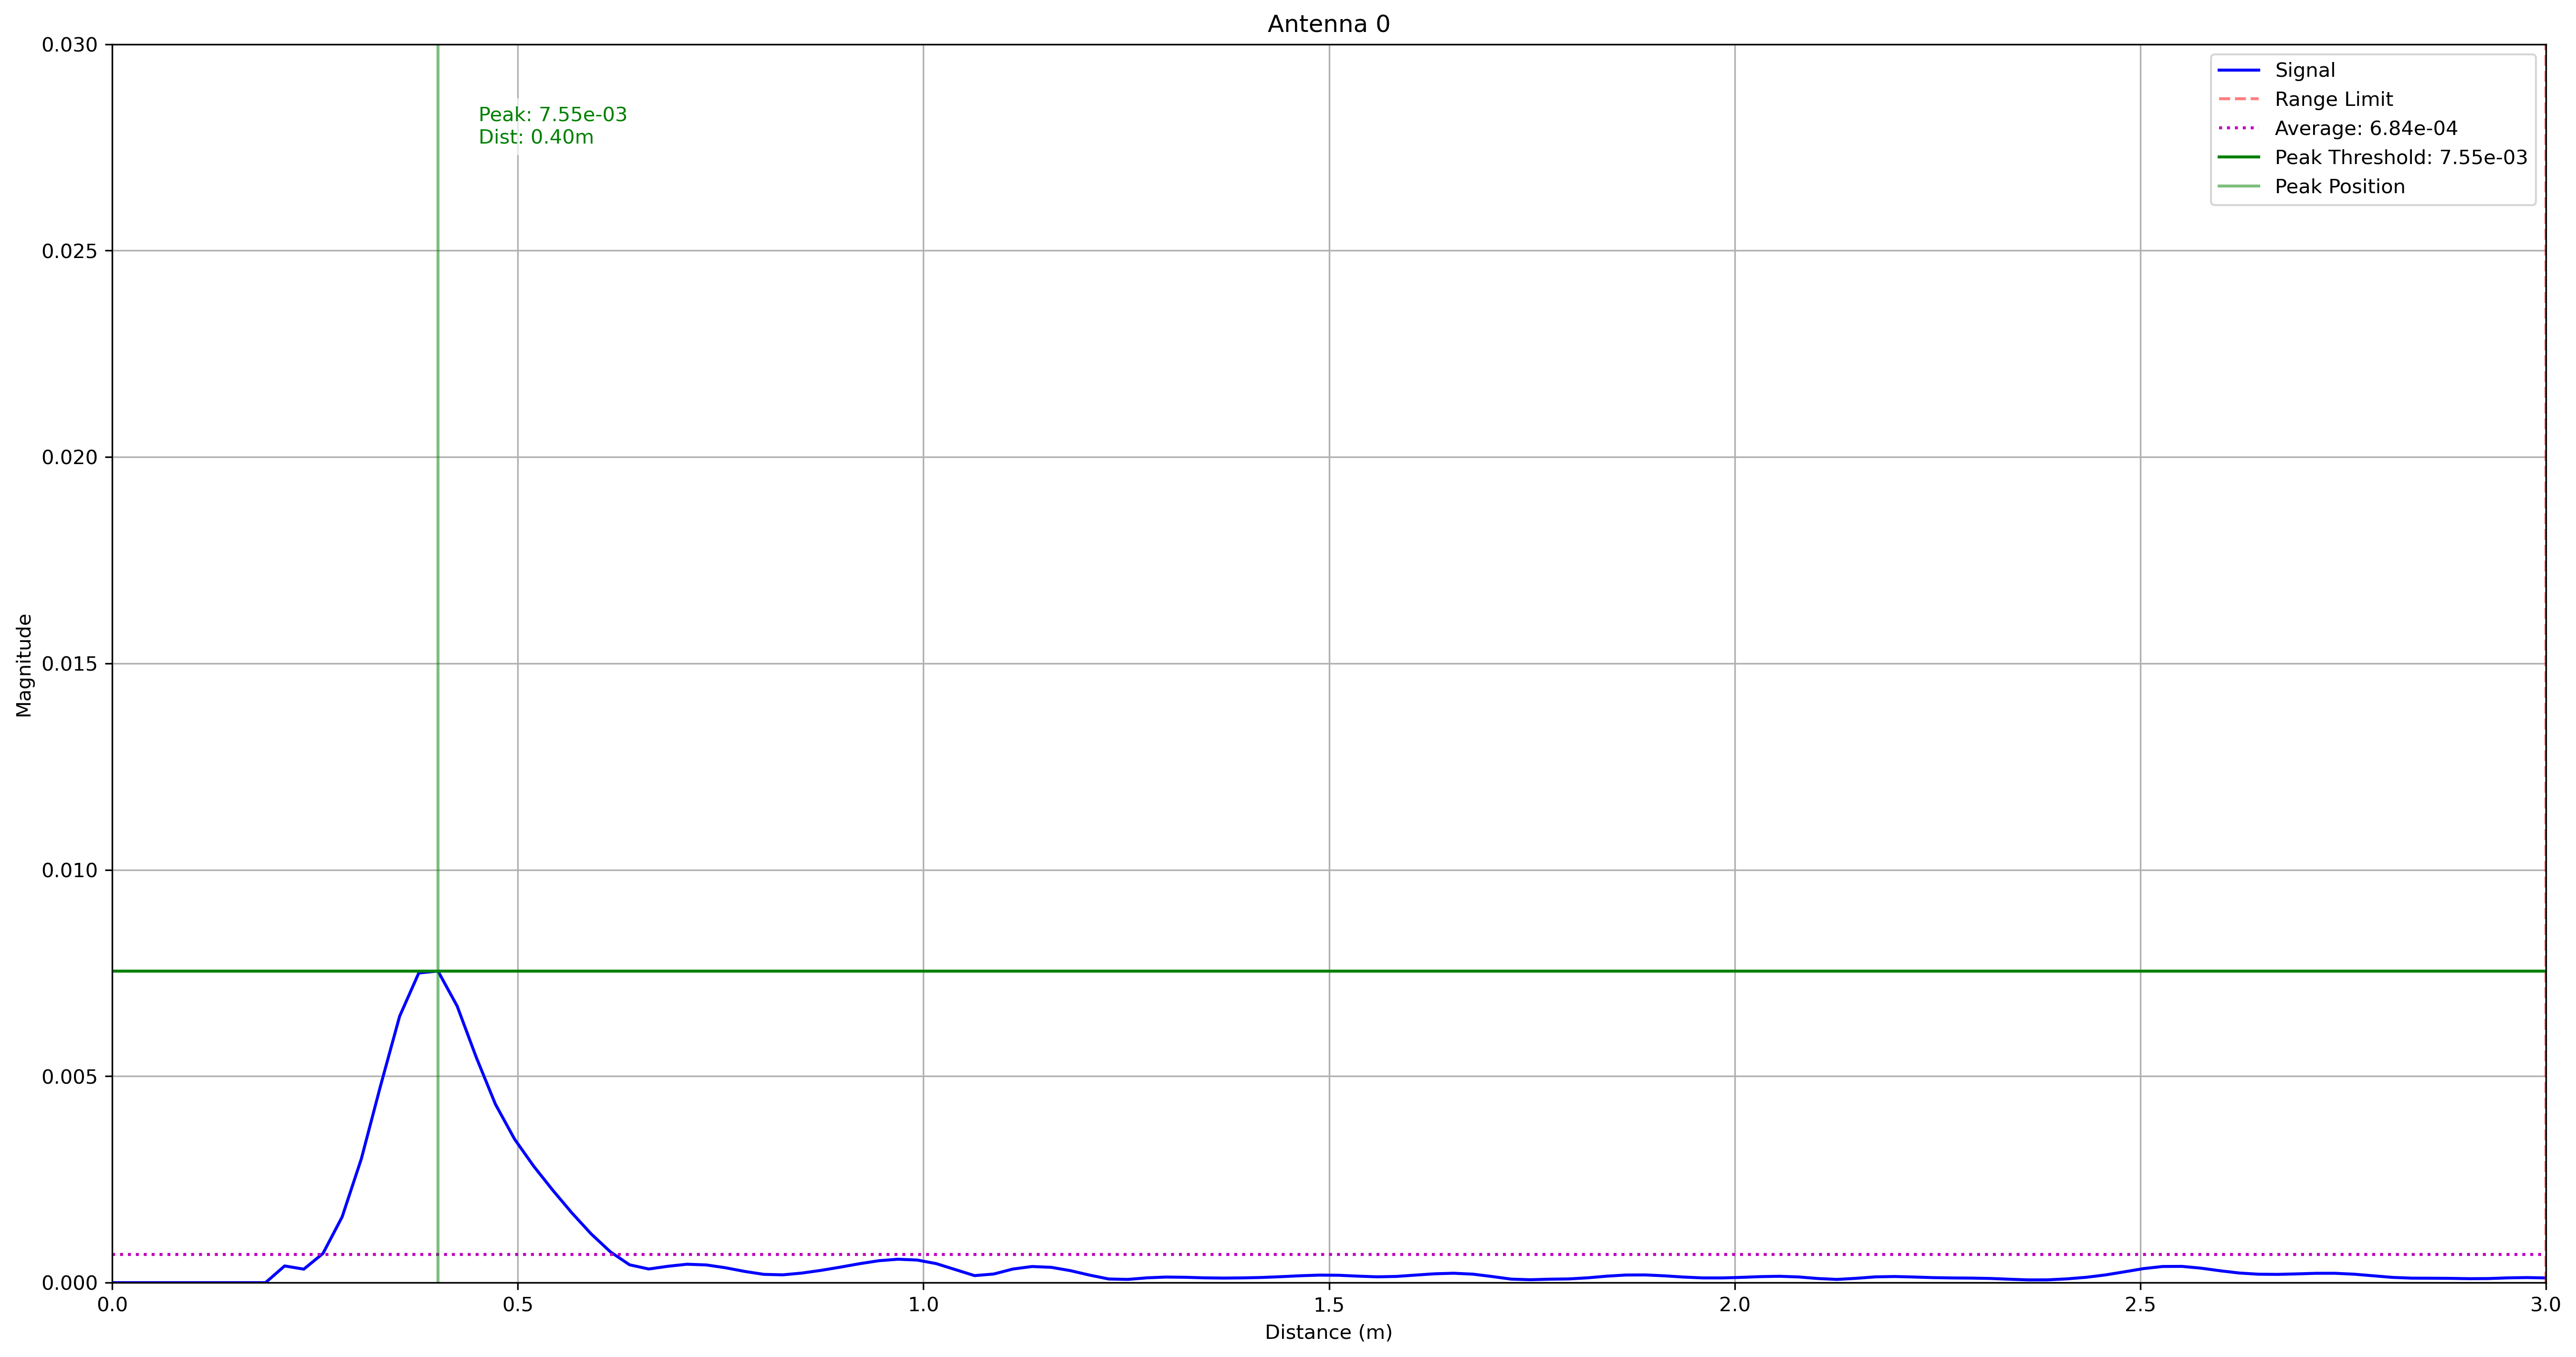 Antenna 0
0.030
0.025
0.020
0.015
0.010
0.005
0.000
Magnitude
Peak: 7.55e-03
Dist: 0.40m
Signal
Range Limit
Average: 6.84e-04
Peak Threshold: 7.55e-03
Peak Position
0.0 0.5 1.0 1.5 2.0 2.5 3.0
Distance (m)